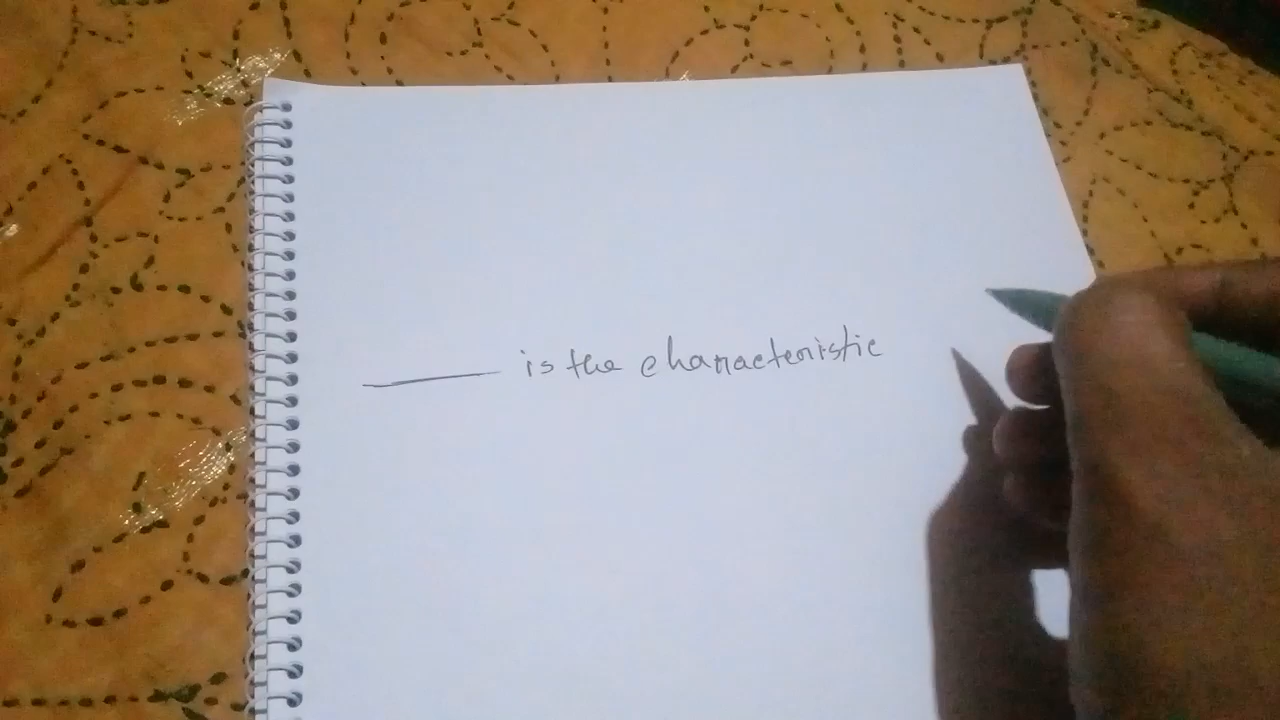 ______ is the characteristic